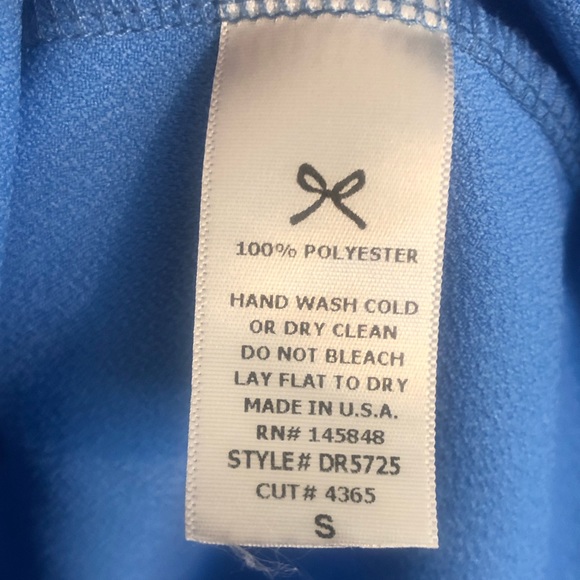 100% POLYESTER
HAND WASH COLD
OR DRY CLEAN
DO NOT BLEACH
LAY FLAT TO DRY
MADE IN U.S.A.
RN# 145848
STYLE# DR5725
CUT# 4365
S